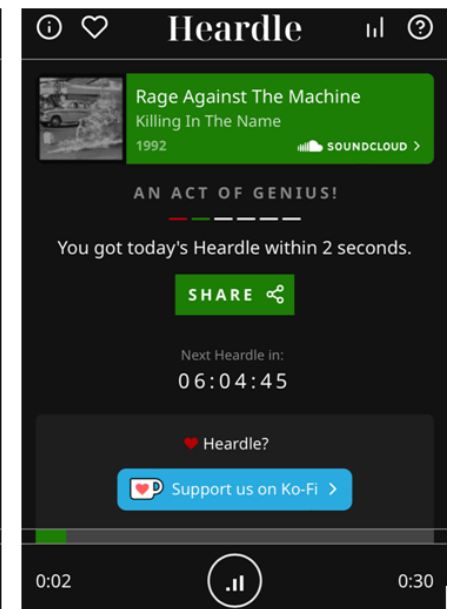 Heardle
Rage Against The Machine
Killing In The Name
1992
SOUNDCLOUD >
AN ACT OF GENIUS!
You got today's Heardle within 2 seconds.
SHARE
Next Heardle in:
06:04:45
Heardle?
Support us on Ko-Fi >
0:02
0:30